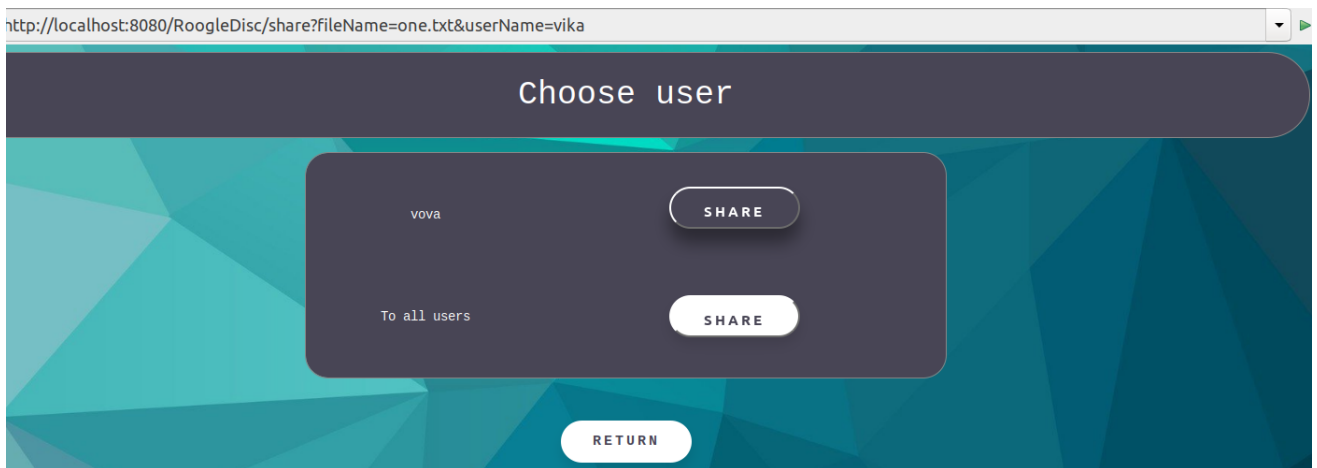 http://localhost:8080/RoogleDisc/share?fileName=one.txt&userName=vika
Choose user
vova SHARE
To all users SHARE
RETURN